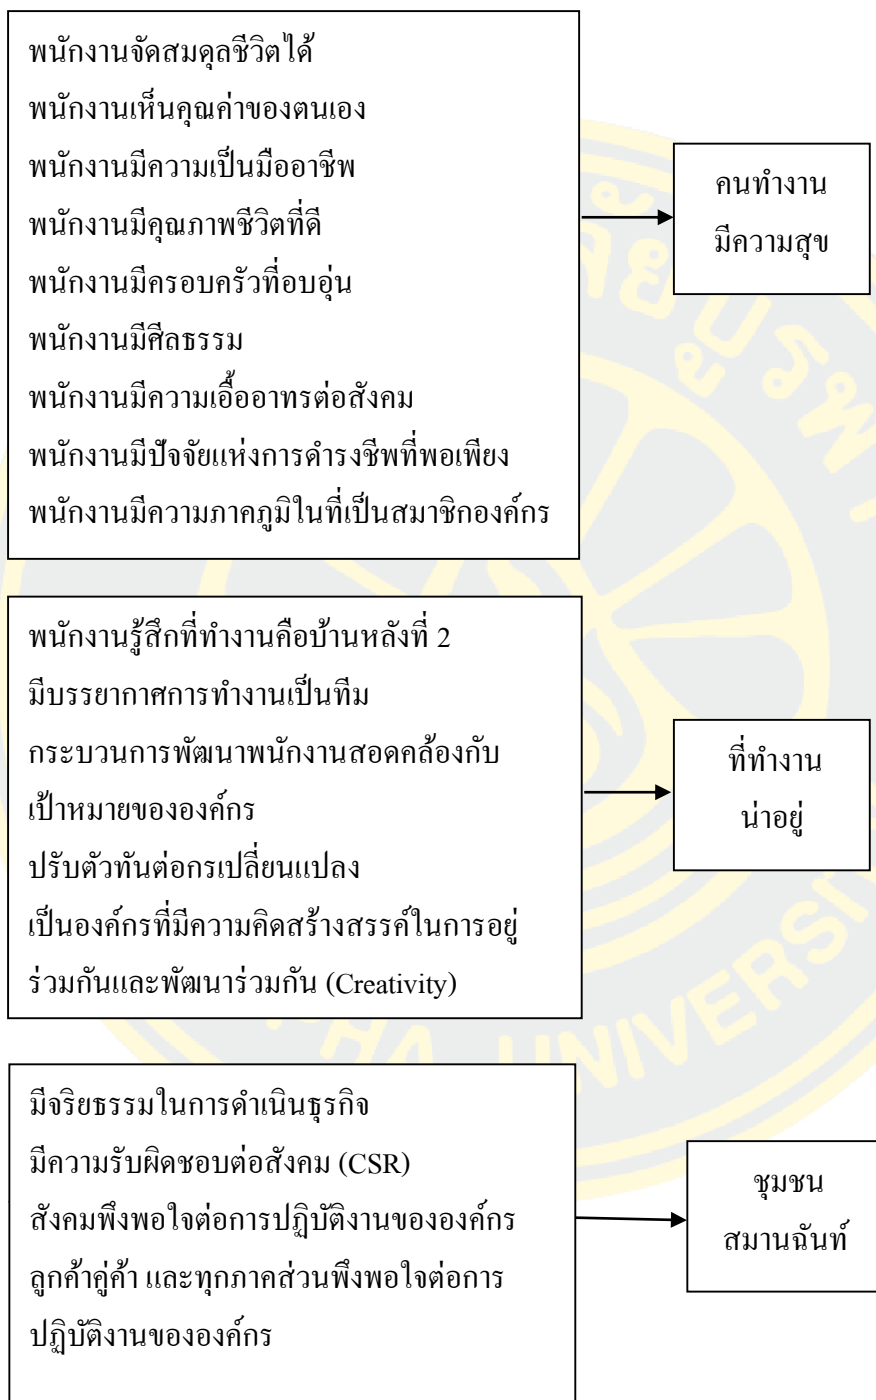 พนักงานจัดสมดุลชีวิตได้
พนักงานเห็นคุณค่าของตนเอง
พนักงานมีความเป็นมืออาชีพ
พนักงานมีคุณภาพชีวิตที่ดี
พนักงานมีครอบครัวที่อบอุ่น
พนักงานมีศีลธรรม
พนักงานมีความเอื้ออาทรต่อสังคม
พนักงานมีปัจจัยแห่งการดำรงชีพที่พอเพียง
พนักงานมีความภาคภูมิในที่เป็นสมาชิกองค์กร
คนทำงาน
มีความสุข
พนักงานรู้สึกที่ทำงานคือบ้านหลังที่ 2
มีบรรยากาศการทำงานเป็นทีม
กระบวนการพัฒนาพนักงานสอดคล้องกับ
เป้าหมายขององค์กร
ปรับตัวทันต่อกรเปลี่ยนแปลง
เป็นองค์กรที่มีความคิดสร้างสรรค์ในการอยู่
ร่วมกันและพัฒนาร่วมกัน (Creativity)
ที่ทำงาน
น่าอยู่
มีจริยธรรมในการดำเนินธุรกิจ
มีความรับผิดชอบต่อสังคม (CSR)
สังคมพึงพอใจต่อการปฏิบัติงานขององค์กร
ลูกค้าคู่ค้า และทุกภาคส่วนพึงพอใจต่อการ
ปฏิบัติงานขององค์กร
ชุมชน
สมานฉันท์